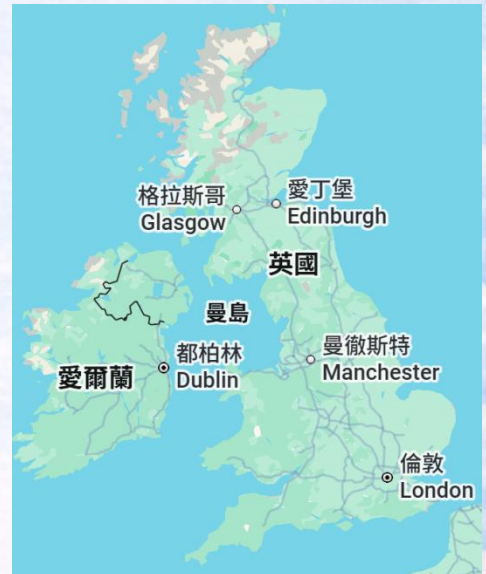 格拉斯哥
Glasgow
愛丁堡
Edinburgh
英國
曼島
都柏林
Dublin
愛爾蘭
曼徹斯特
Manchester
倫敦
London